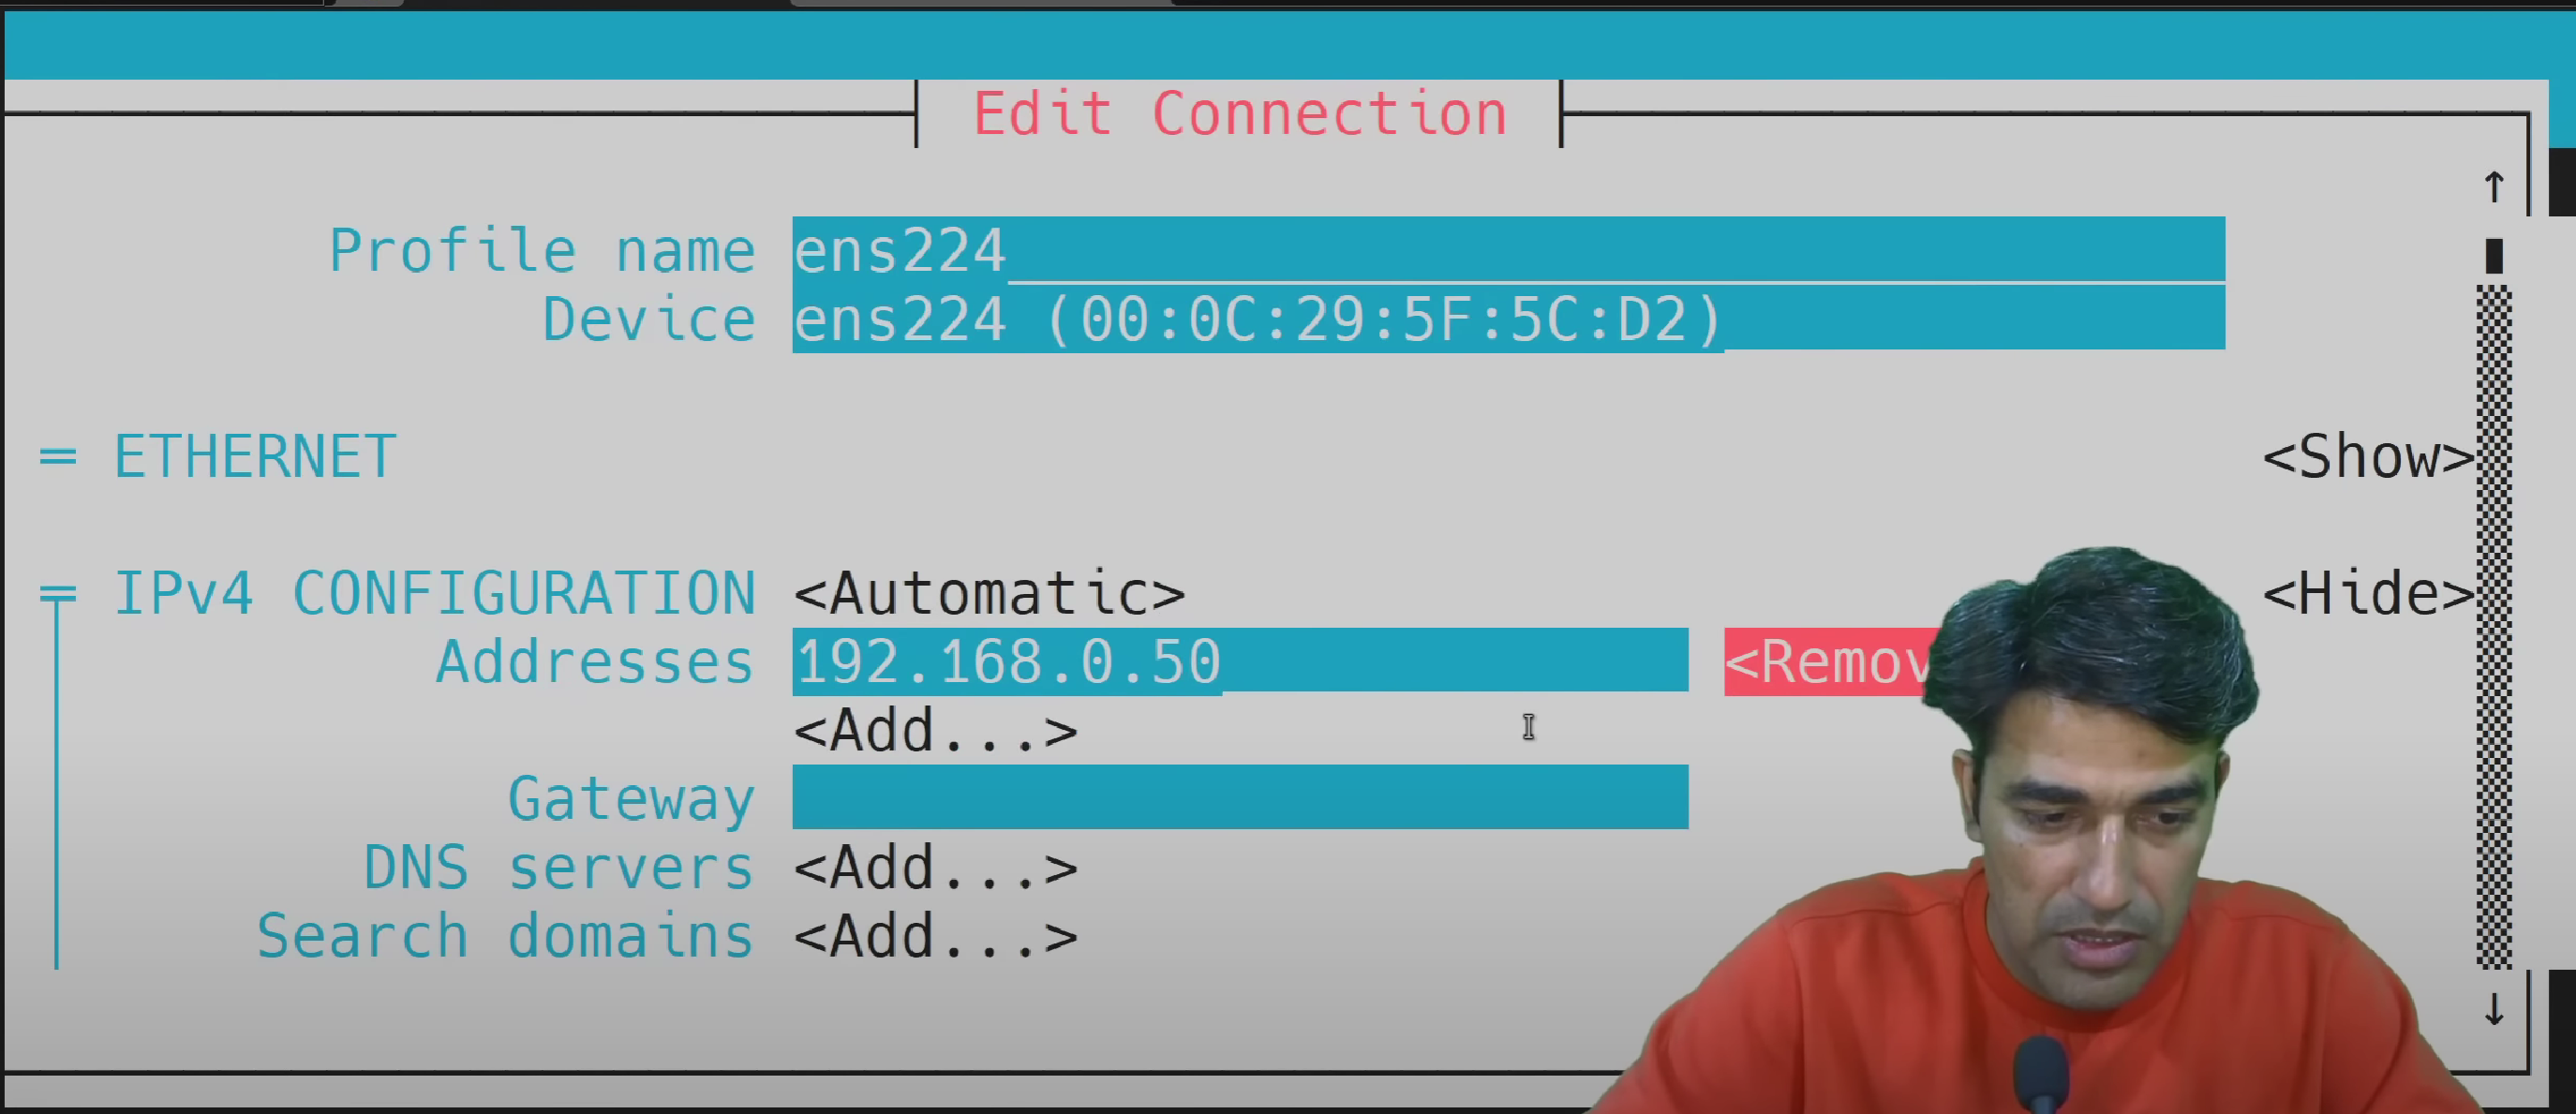 Edit Connection
↑
Profile name ens224
Device ens224 (00:0C:29:5F:5C:D2)
= ETHERNET <Show>
= IPv4 CONFIGURATION <Automatic> <Hide>
Addresses 192.168.0.50 <Remov
<Add...>
Gateway
DNS servers <Add...>
Search domains <Add...>
↓